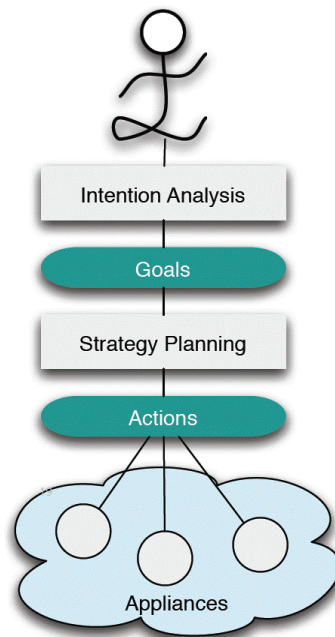 Intention Analysis
Goals
Strategy Planning
Actions
Appliances